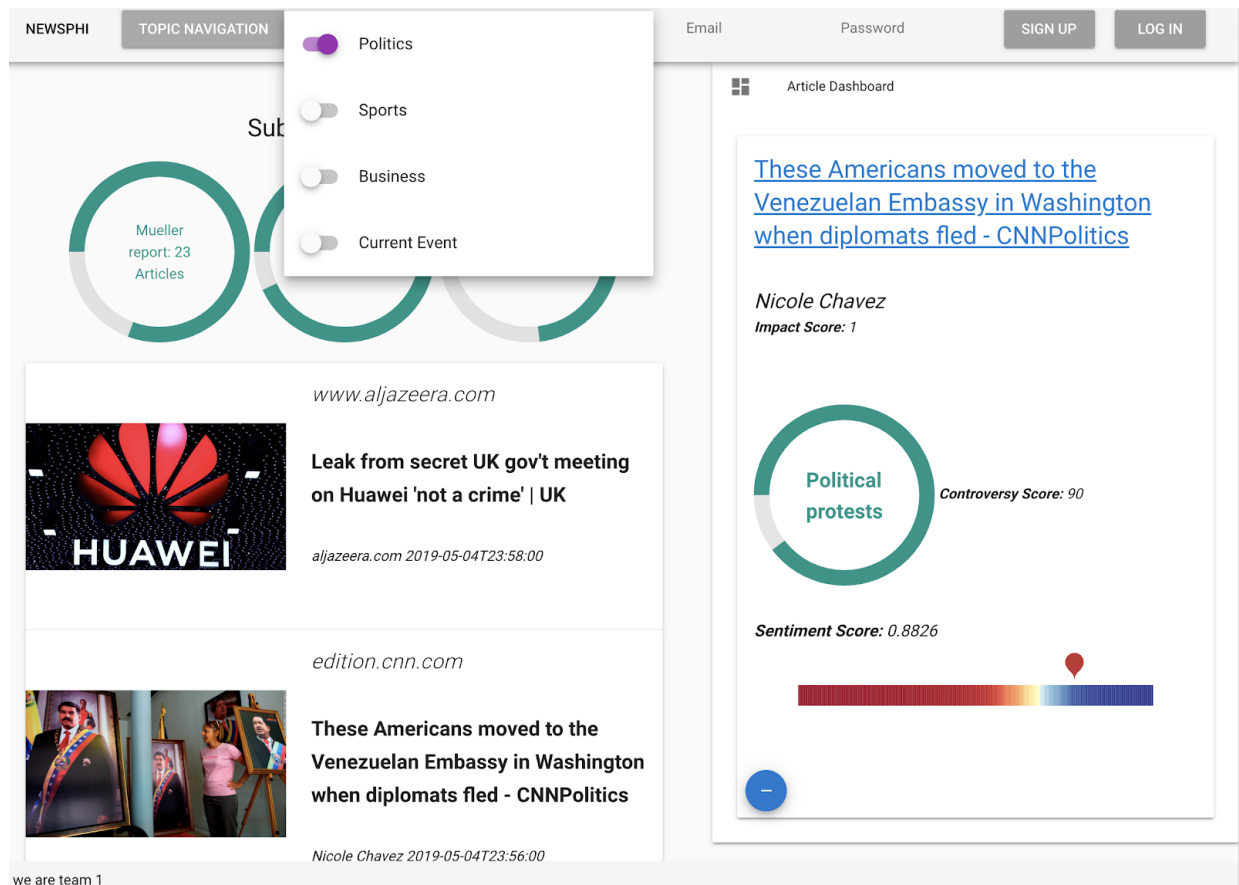 NEWSPHI
TOPIC NAVIGATION
Email
Password
SIGN UP
LOG IN
Politics
Sports
Business
Current Event
Sub
Mueller
report: 23
Articles
www.aljazeera.com
Leak from secret UK gov't meeting
on Huawei 'not a crime' | UK
aljazeera.com 2019-05-04T23:58:00
HUAWEI
edition.cnn.com
These Americans moved to the
Venezuelan Embassy in Washington
when diplomats fled - CNNPolitics
Nicole Chavez 2019-05-04T23:56:00
Article Dashboard
These Americans moved to the
Venezuelan Embassy in Washington
when diplomats fled - CNNPolitics
Nicole Chavez
Impact Score: 1
Political
protests
Controversy Score: 90
Sentiment Score: 0.8826
we are team 1